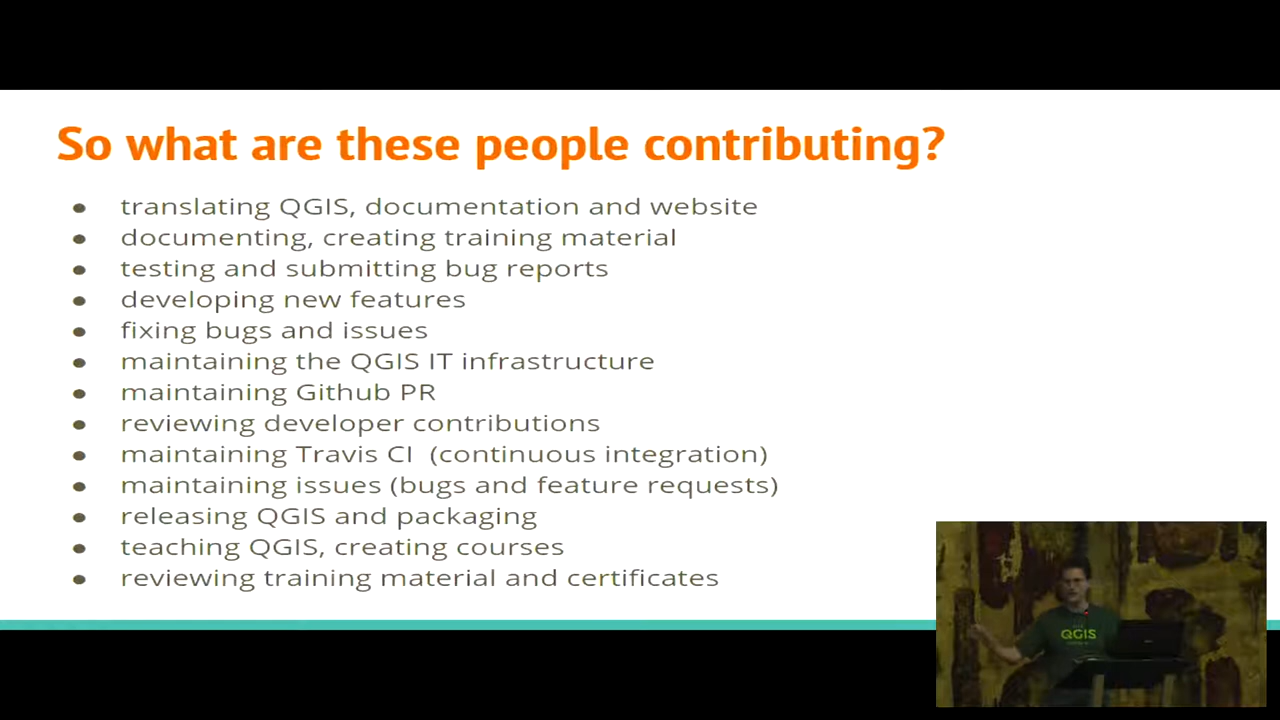 So what are these people contributing?
● translating QGIS, documentation and website
● documenting, creating training material
● testing and submitting bug reports
● developing new features
● fixing bugs and issues
● maintaining the QGIS IT infrastructure
● maintaining Github PR
● reviewing developer contributions
● maintaining Travis CI (continuous integration)
● maintaining issues (bugs and feature requests)
● releasing QGIS and packaging
● teaching QGIS, creating courses
● reviewing training material and certificates
QGIS